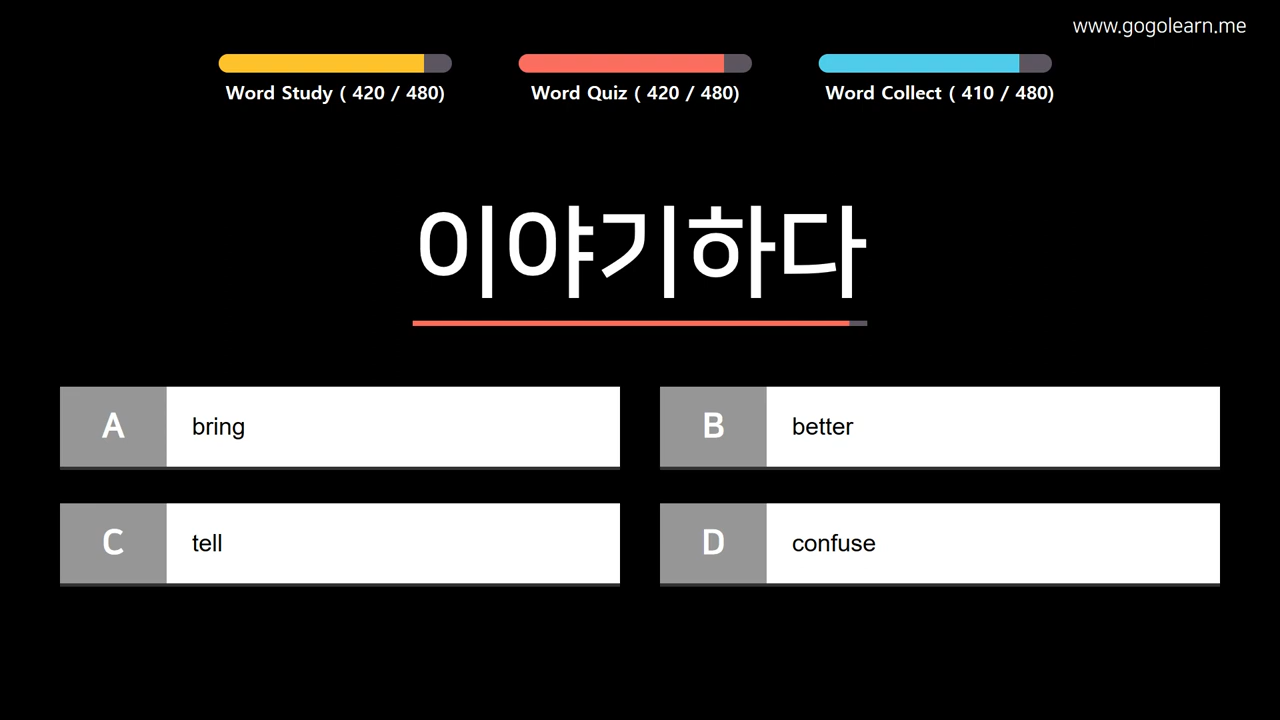 www.gogolearn.me
Word Study ( 420 / 480)
Word Quiz ( 420 / 480)
Word Collect ( 410 / 480)
이야기하다
A bring
B better
C tell
D confuse